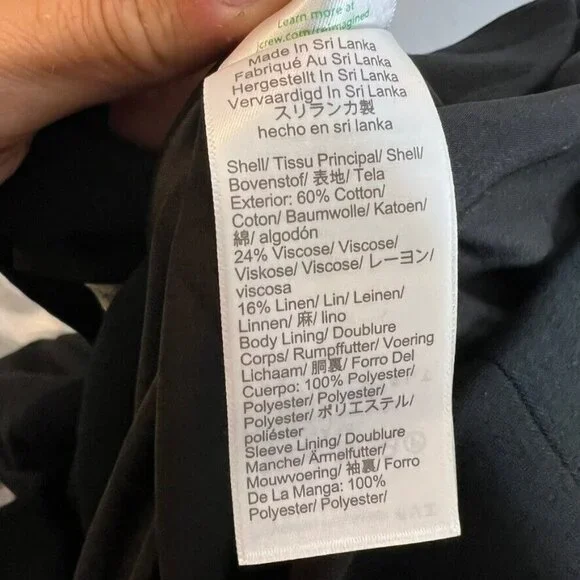 Learn more at
jcrew.com/reimagined
Made In Sri Lanka
Fabriqué Au Sri Lanka
Hergestellt In Sri Lanka
Vervaardigd In Sri Lanka
スリランカ製
hecho en sri lanka
Shell/ Tissu Principal/ Shell/
Bovenstof/ 表地/ Tela
Exterior: 60% Cotton/
Coton/ Baumwolle/ Katoen/
綿/ algodón
24% Viscose/ Viscose/
Viskose/ Viscose/ レーヨン/
viscosa
16% Linen/ Lin/ Leinen/
Linnen/ 麻/ lino
Body Lining/ Doublure
Corps/ Rumpffutter/ Voering
Lichaam/ 胴裏/ Forro Del
Cuerpo: 100% Polyester/
Polyester/ Polyester/
Polyester/ ポリエステル/
poliéster
Sleeve Lining/ Doublure
Manche/ Ärmelfutter/
Mouwvoering/ 袖裏/ Forro
De La Manga: 100%
Polyester/ Polyester/